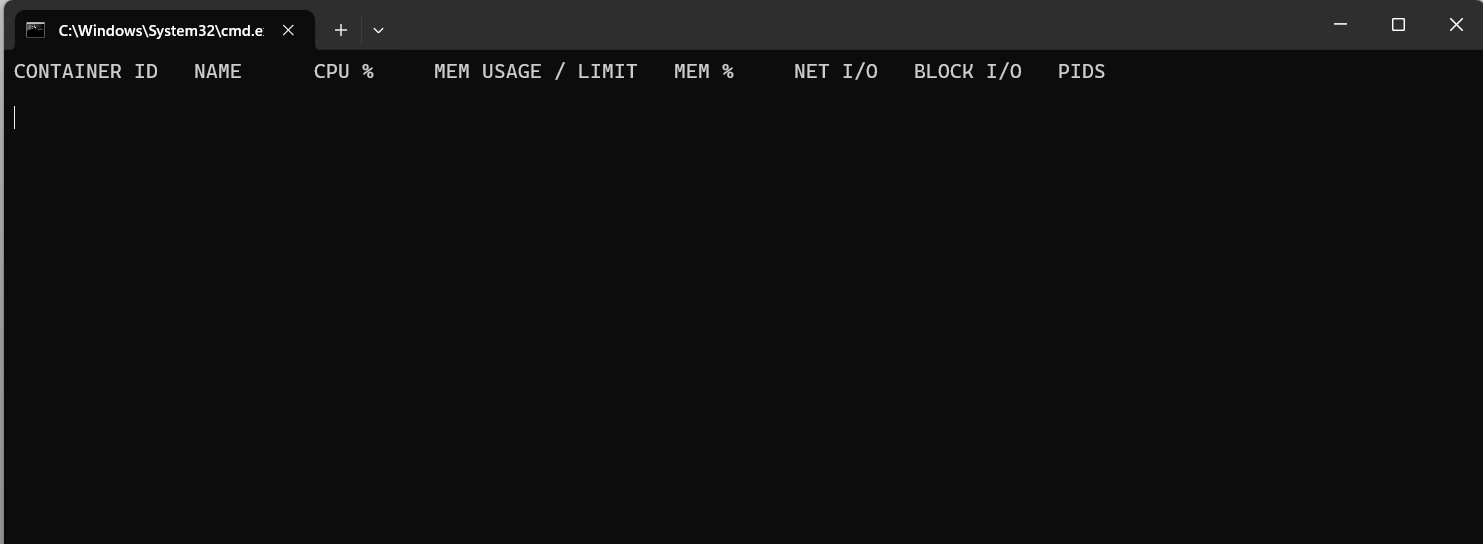 C:\Windows\System32\cmd.e
CONTAINER ID   NAME      CPU %     MEM USAGE / LIMIT   MEM %     NET I/O   BLOCK I/O   PIDS